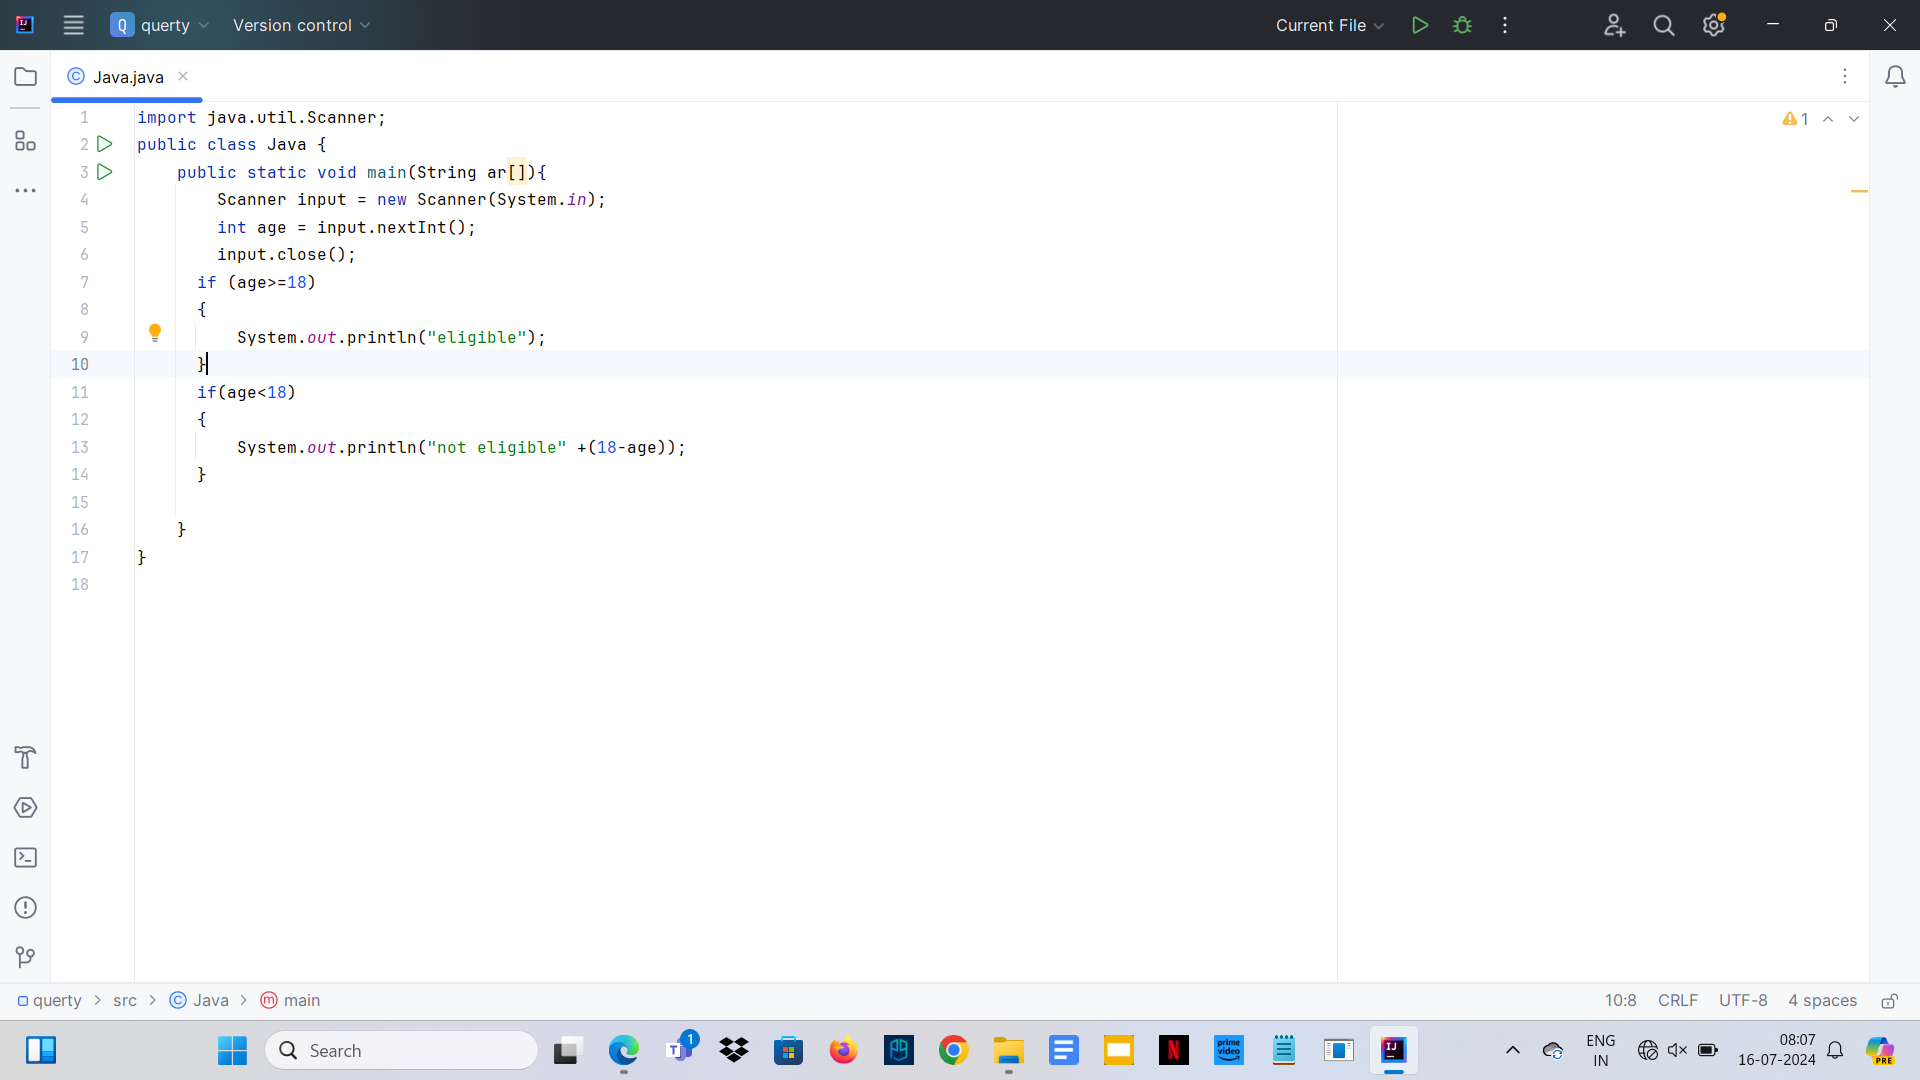 Q querty Version control Current File
Java.java
1 import java.util.Scanner;
2 public class Java {
3     public static void main(String ar[]){
4         Scanner input = new Scanner(System.in);
5         int age = input.nextInt();
6         input.close();
7       if (age>=18)
8       {
9           System.out.println("eligible");
10       }
11       if(age<18)
12       {
13           System.out.println("not eligible" +(18-age));
14       }
15
16     }
17 }
18
1
querty > src > Java > main 10:8 CRLF UTF-8 4 spaces
Search 1 prime video ENG 08:07
IN 16-07-2024 PRE